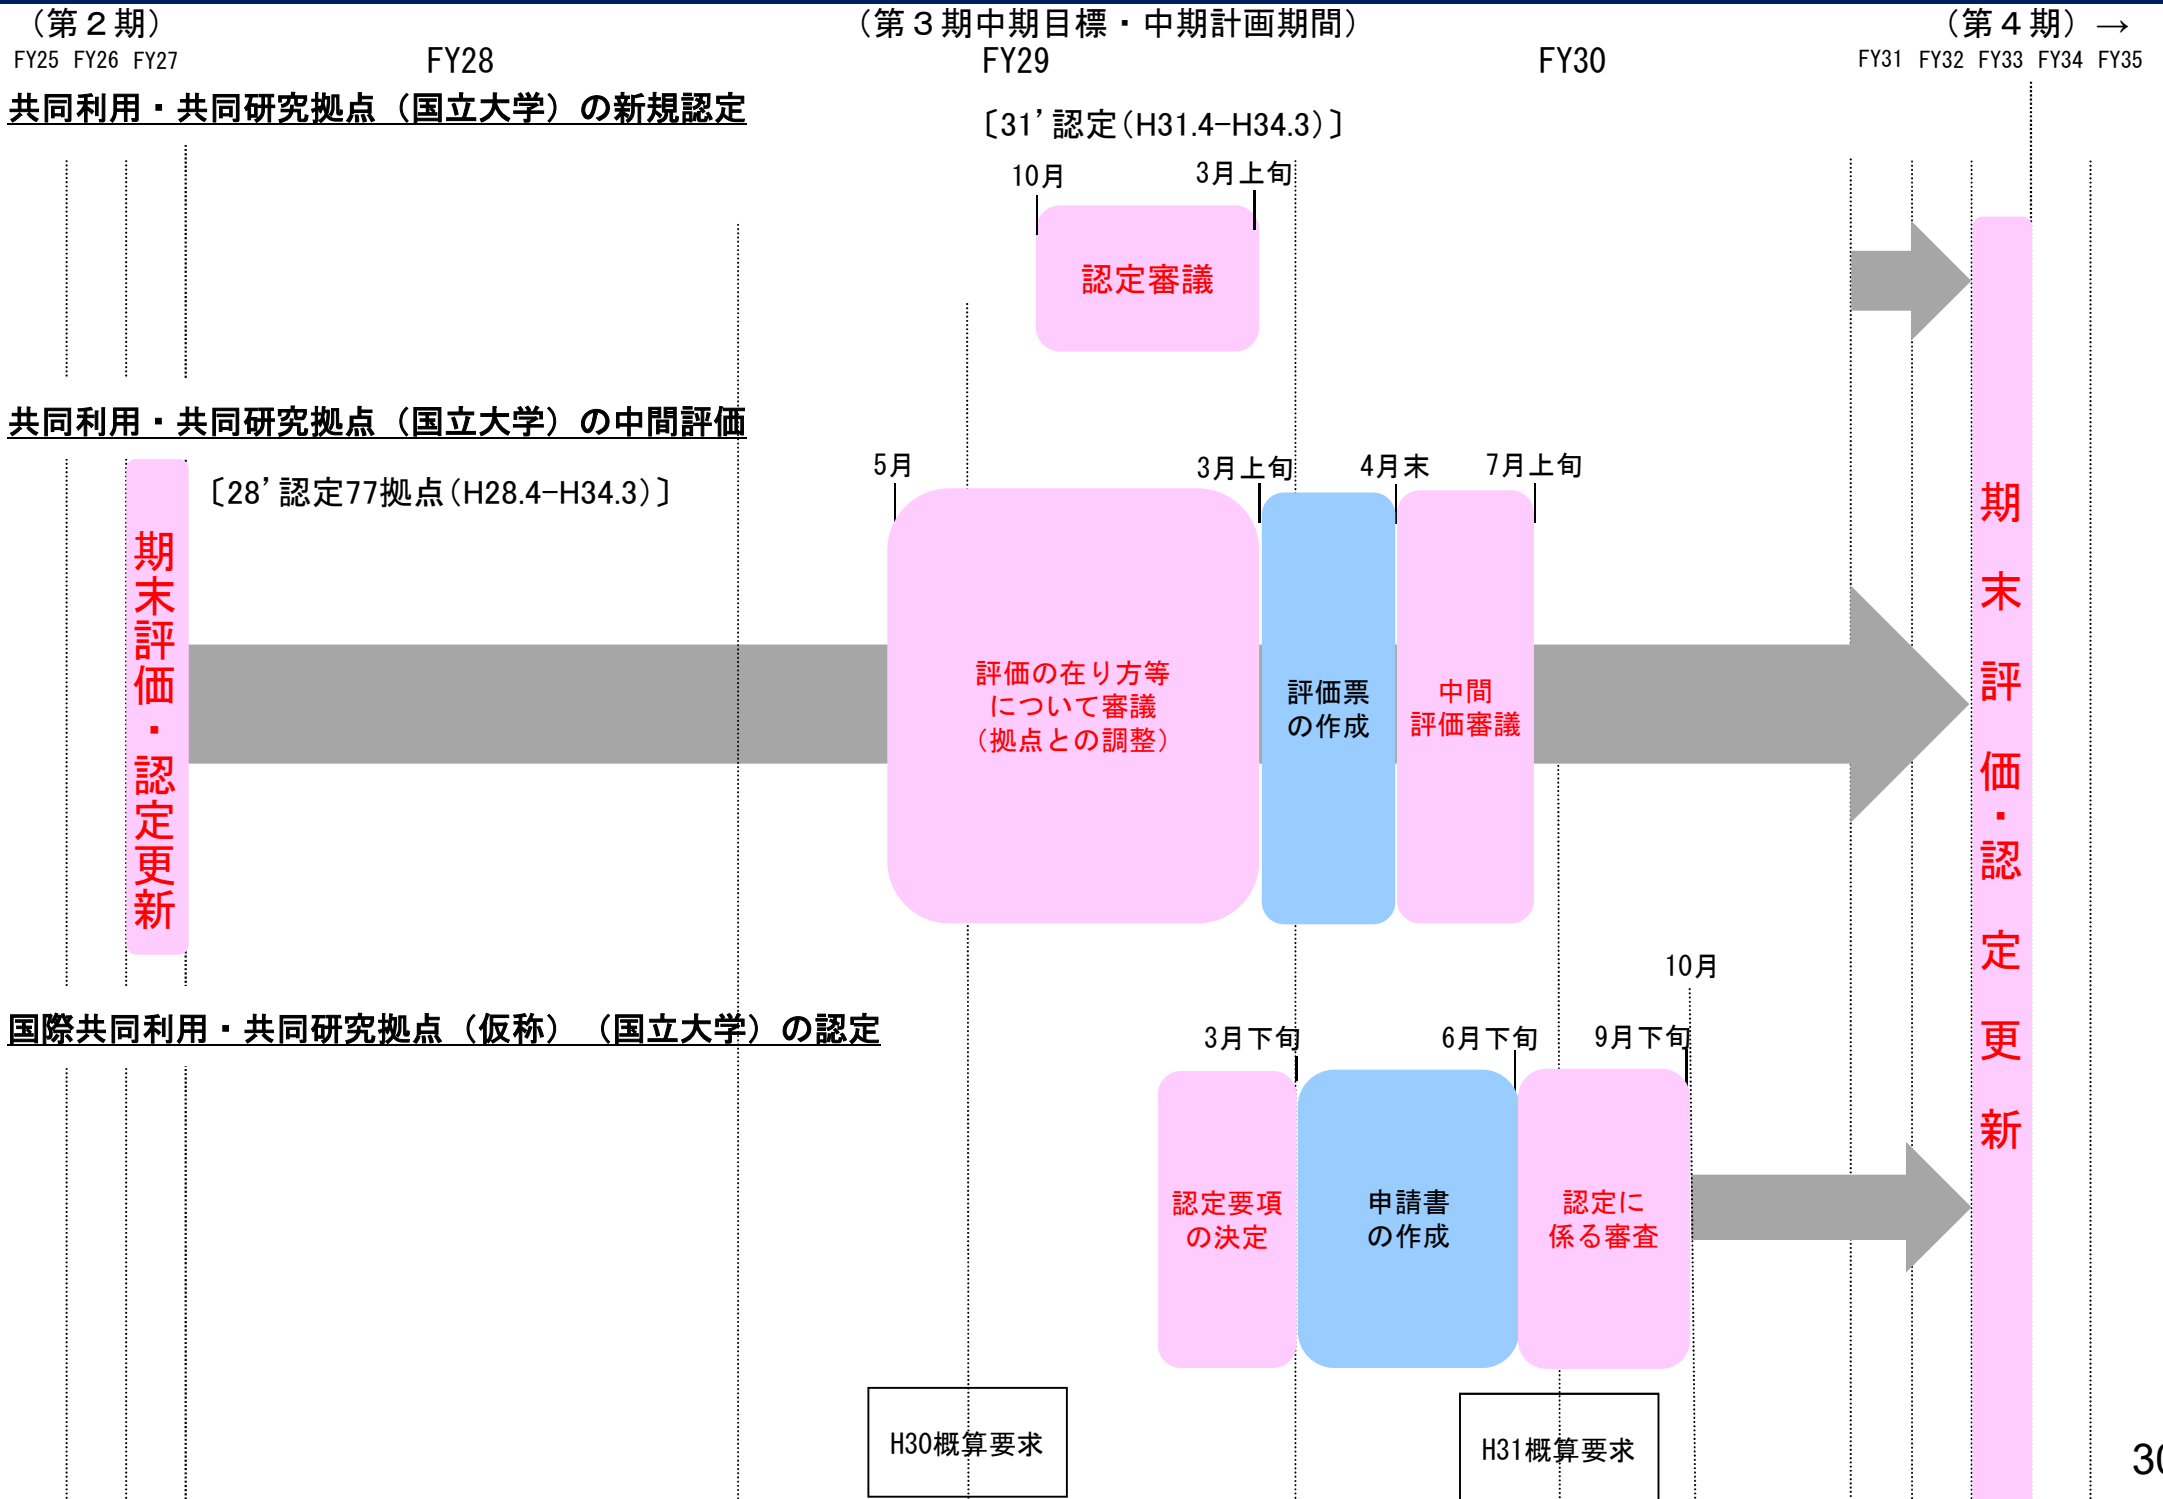 （第２期）
（第３期中期目標・中期計画期間）
（第４期）→
FY25 FY26 FY27
FY28
FY29
FY30
FY31 FY32 FY33 FY34 FY35
共同利用・共同研究拠点（国立大学）の新規認定
〔31’認定（H31.4−H34.3）〕
10月
3月上旬
認定審議
共同利用・共同研究拠点（国立大学）の中間評価
〔28’認定77拠点（H28.4−H34.3）〕
5月
3月上旬
4月末
7月上旬
期末評価・認定更新
評価の在り方等
について審議
（拠点との調整）
評価票
の作成
中間
評価審議
期末評価・認定更新
国際共同利用・共同研究拠点（仮称）（国立大学）の認定
3月下旬
6月下旬
9月下旬
10月
認定要項
の決定
申請書
の作成
認定に
係る審査
H30概算要求
H31概算要求